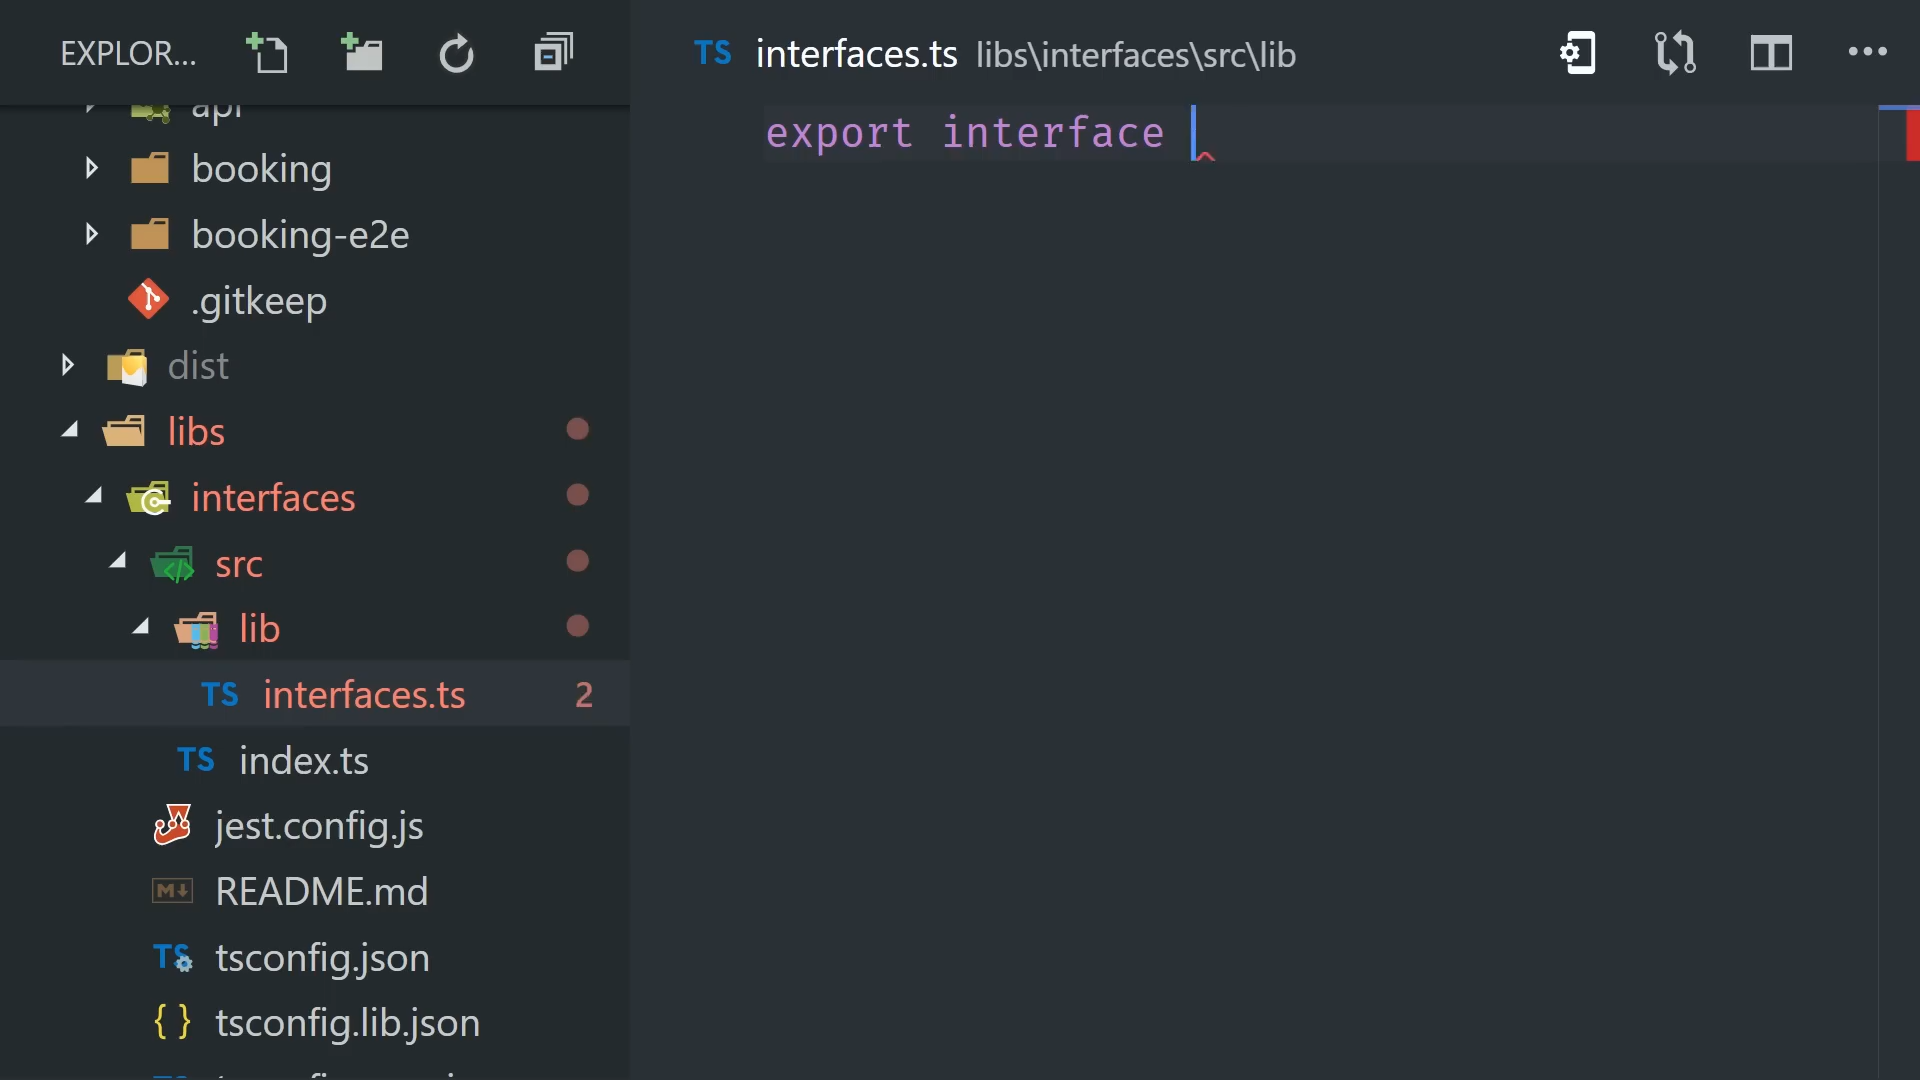 EXPLOR...
TS interfaces.ts libs\interfaces\src\lib
export interface
api
booking
booking-e2e
.gitkeep
dist
libs
interfaces
src
lib
TS interfaces.ts 2
TS index.ts
jest.config.js
M README.md
TS tsconfig.json
{ } tsconfig.lib.json